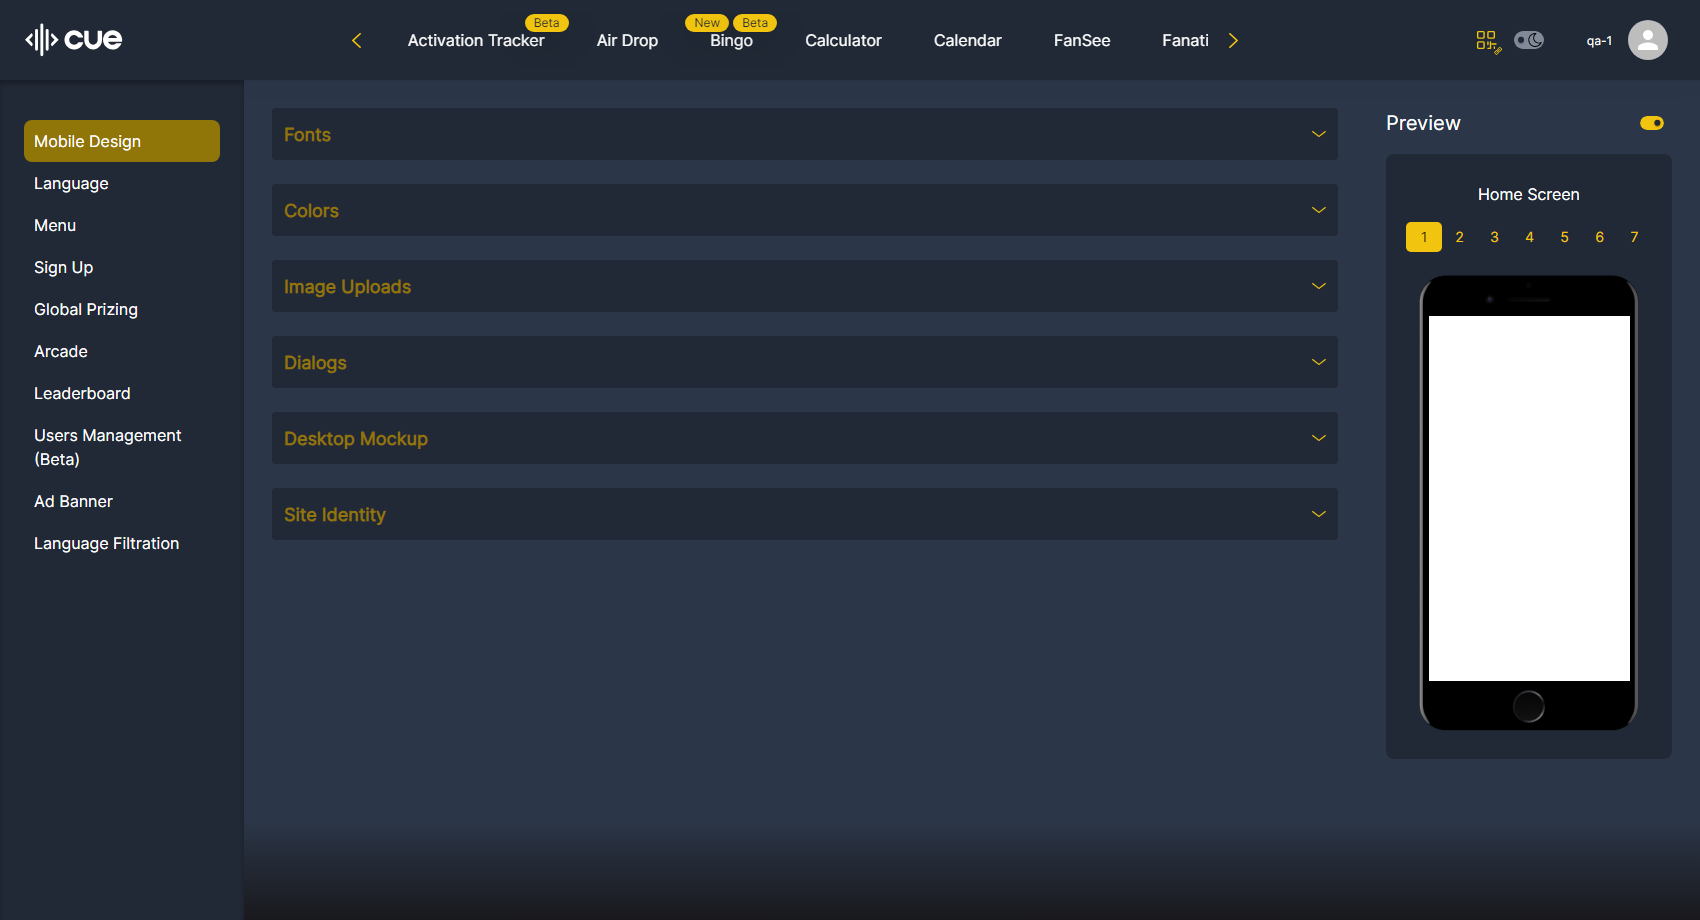 cue
Beta
New
Beta
Activation Tracker
Air Drop
Bingo
Calculator
Calendar
FanSee
Fanati
qa-1
Mobile Design
Language
Menu
Sign Up
Global Prizing
Arcade
Leaderboard
Users Management
(Beta)
Ad Banner
Language Filtration
Fonts
Colors
Image Uploads
Dialogs
Desktop Mockup
Site Identity
Preview
Home Screen
1 2 3 4 5 6 7